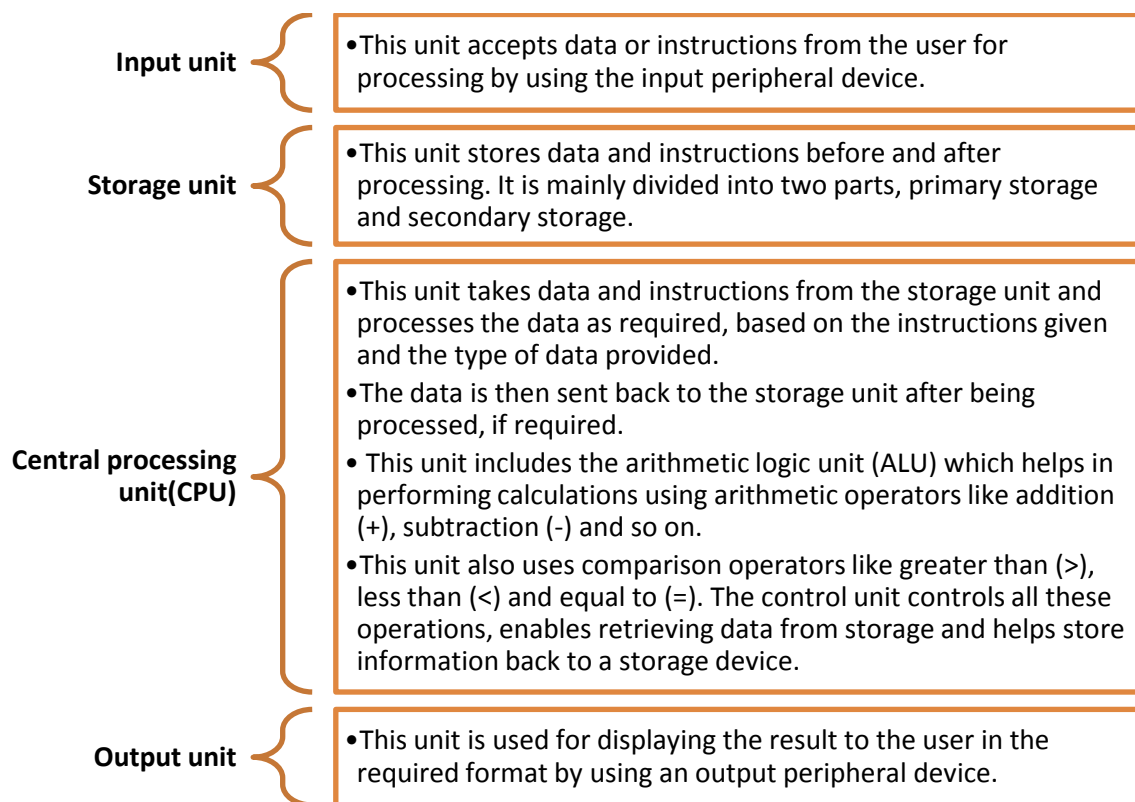 Input unit
•This unit accepts data or instructions from the user for
processing by using the input peripheral device.
Storage unit
•This unit stores data and instructions before and after
processing. It is mainly divided into two parts, primary storage
and secondary storage.
Central processing
unit(CPU)
•This unit takes data and instructions from the storage unit and
processes the data as required, based on the instructions given
and the type of data provided.
•The data is then sent back to the storage unit after being
processed, if required.
• This unit includes the arithmetic logic unit (ALU) which helps in
performing calculations using arithmetic operators like addition
(+), subtraction (-) and so on.
•This unit also uses comparison operators like greater than (>),
less than (<) and equal to (=). The control unit controls all these
operations, enables retrieving data from storage and helps store
information back to a storage device.
Output unit
•This unit is used for displaying the result to the user in the
required format by using an output peripheral device.